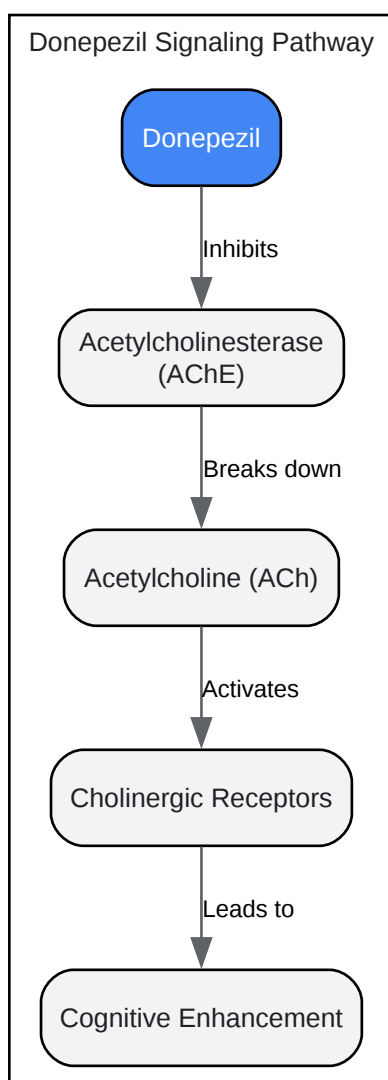 Donepezil Signaling Pathway
Donepezil
Inhibits
Acetylcholinesterase
(AChE)
Breaks down
Acetylcholine (ACh)
Activates
Cholinergic Receptors
Leads to
Cognitive Enhancement